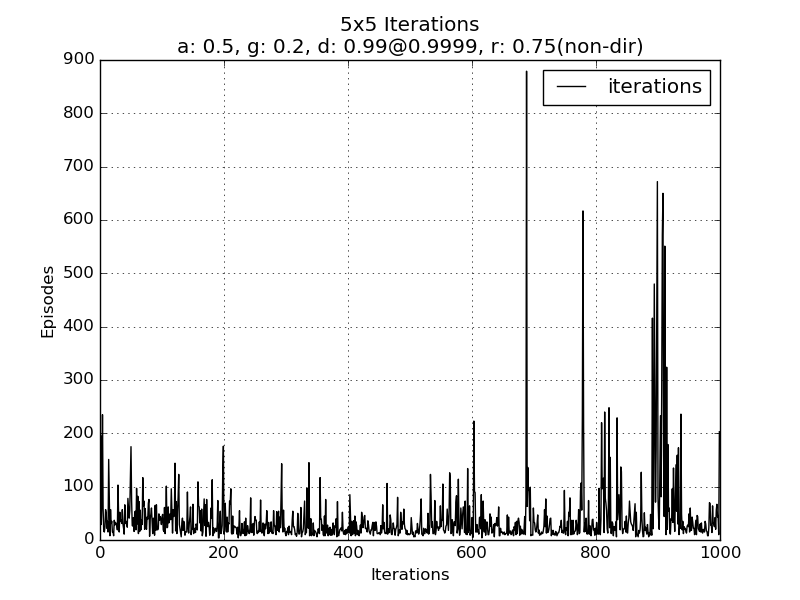 5x5 Iterations
a: 0.5, g: 0.2, d: 0.99@0.9999, r: 0.75(non-dir)
900
800
700
600
500
400
300
200
100
0
Episodes
iterations
0 200 400 600 800 1000
Iterations